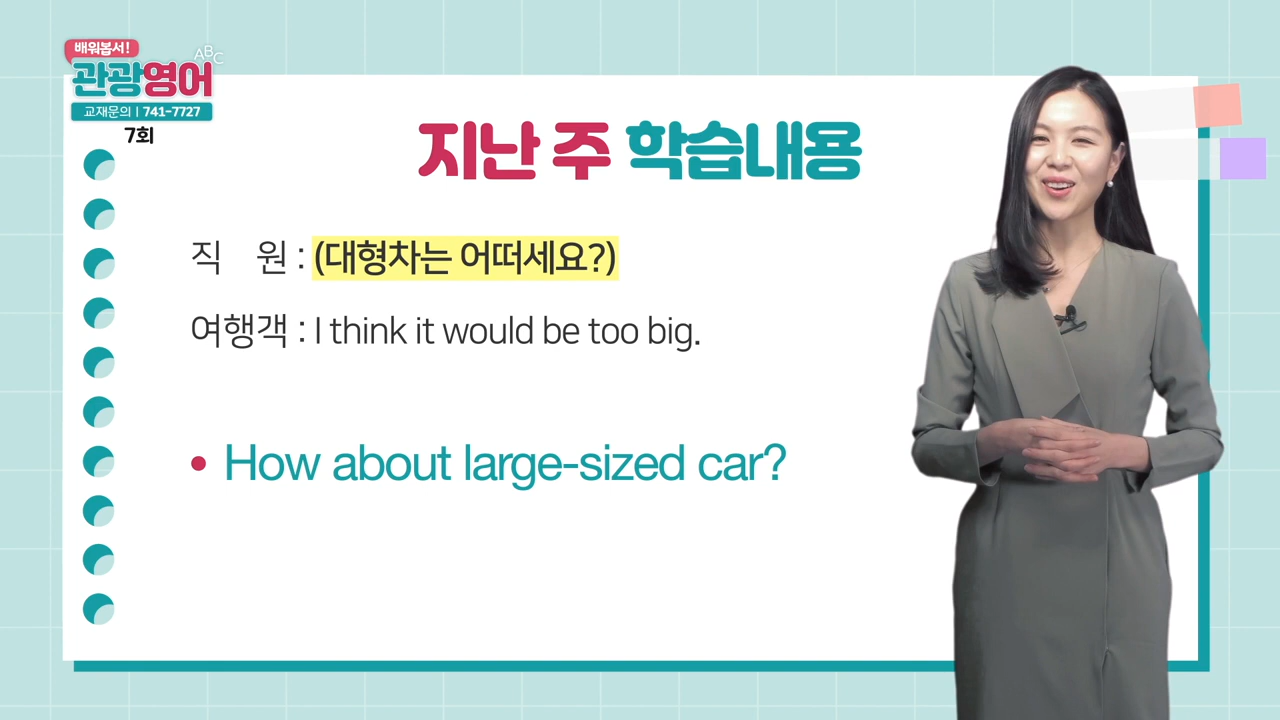 배워봅서!
ABC
관광영어
교재문의 | 741-7727
7회
지난 주 학습내용
직 원 : (대형차는 어떠세요?)
여행객 : I think it would be too big.
• How about large-sized car?